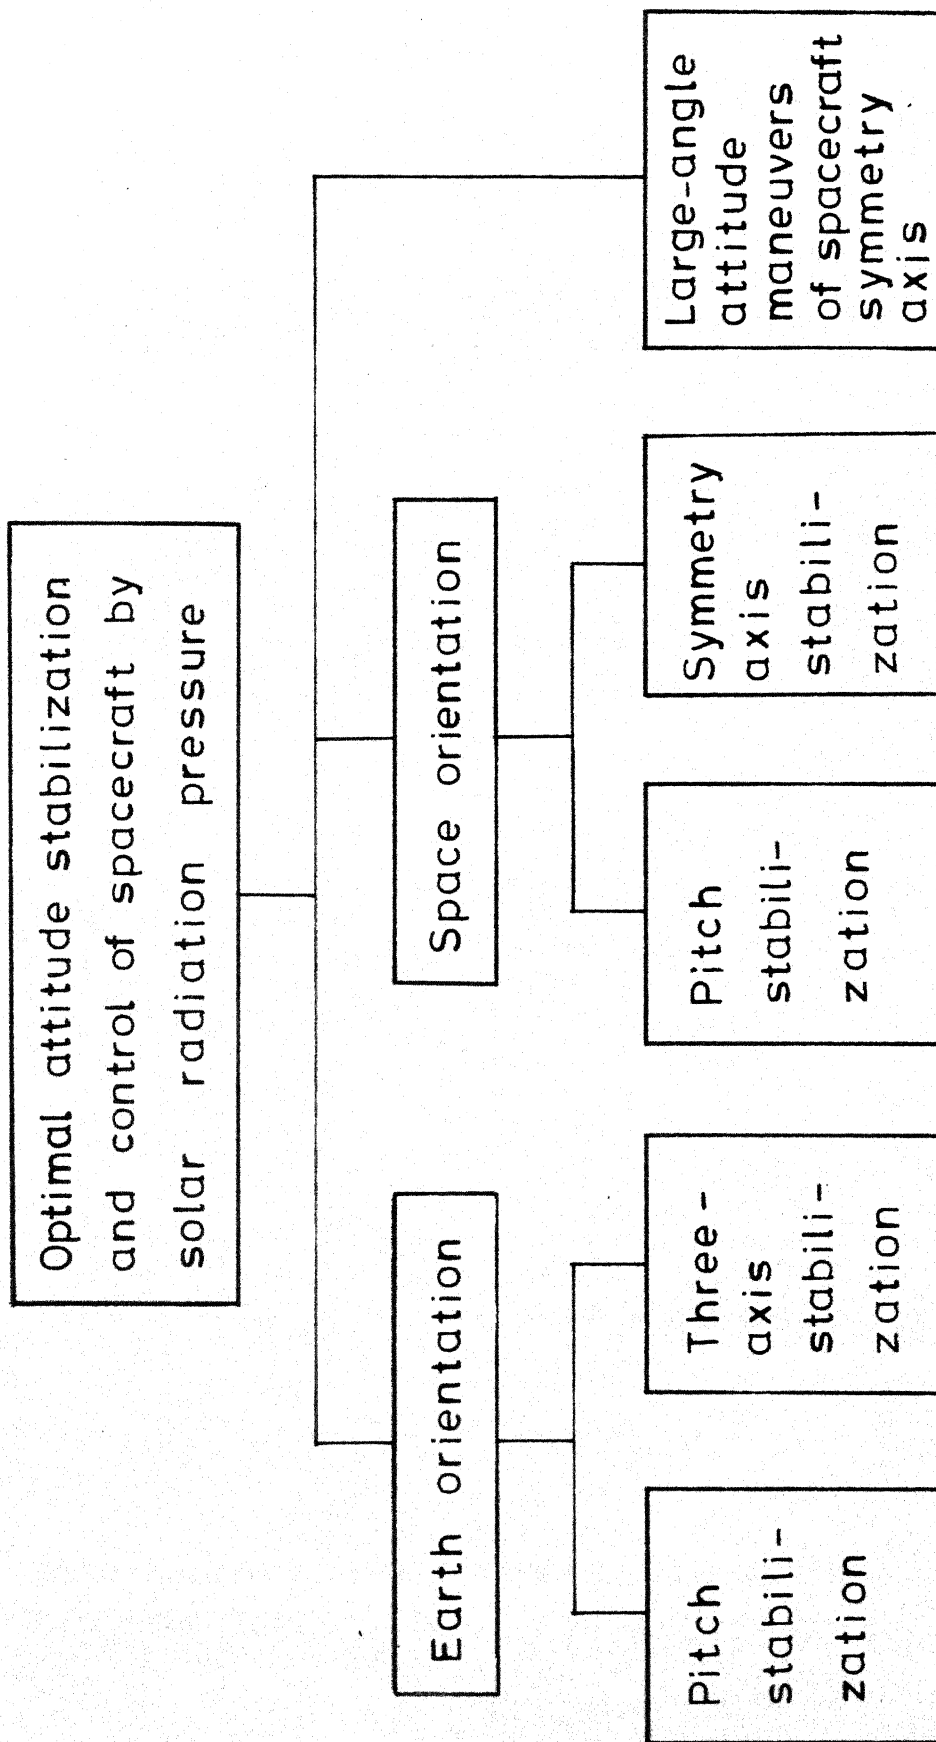 Optimal attitude stabilization
and control of spacecraft by
solar radiation pressure
Earth orientation
Space orientation
Pitch
stabili-
zation
Three-
axis
stabili-
zation
Pitch
stabili-
zation
Symmetry
axis
stabili-
zation
Large-angle
attitude
maneuvers
of spacecraft
symmetry
axis